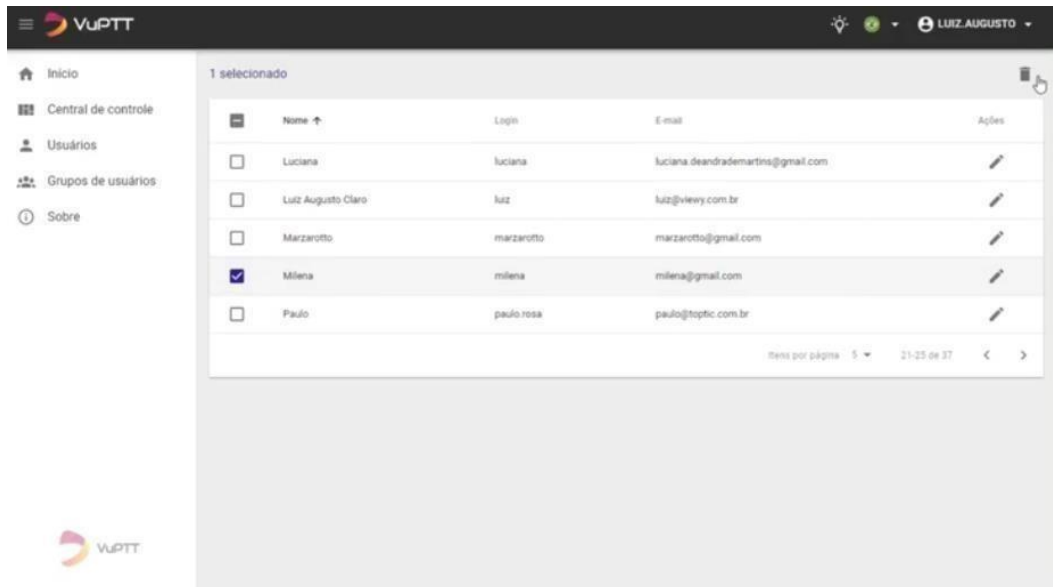 VuPTT
LUIZ.AUGUSTO
Início
Central de controle
Usuários
Grupos de usuários
Sobre
1 selecionado
Nome Login E-mail Ações
Luciana luciana luciana.deandrademartins@gmail.com
Luiz Augusto Claro luiz luiz@viewy.com.br
Marzarotto marzarotto marzarotto@gmail.com
Milena milena milena@gmail.com
Paulo paulo.rosa paulo@toptic.com.br
Itens por página 5 21-25 de 37
VuPTT